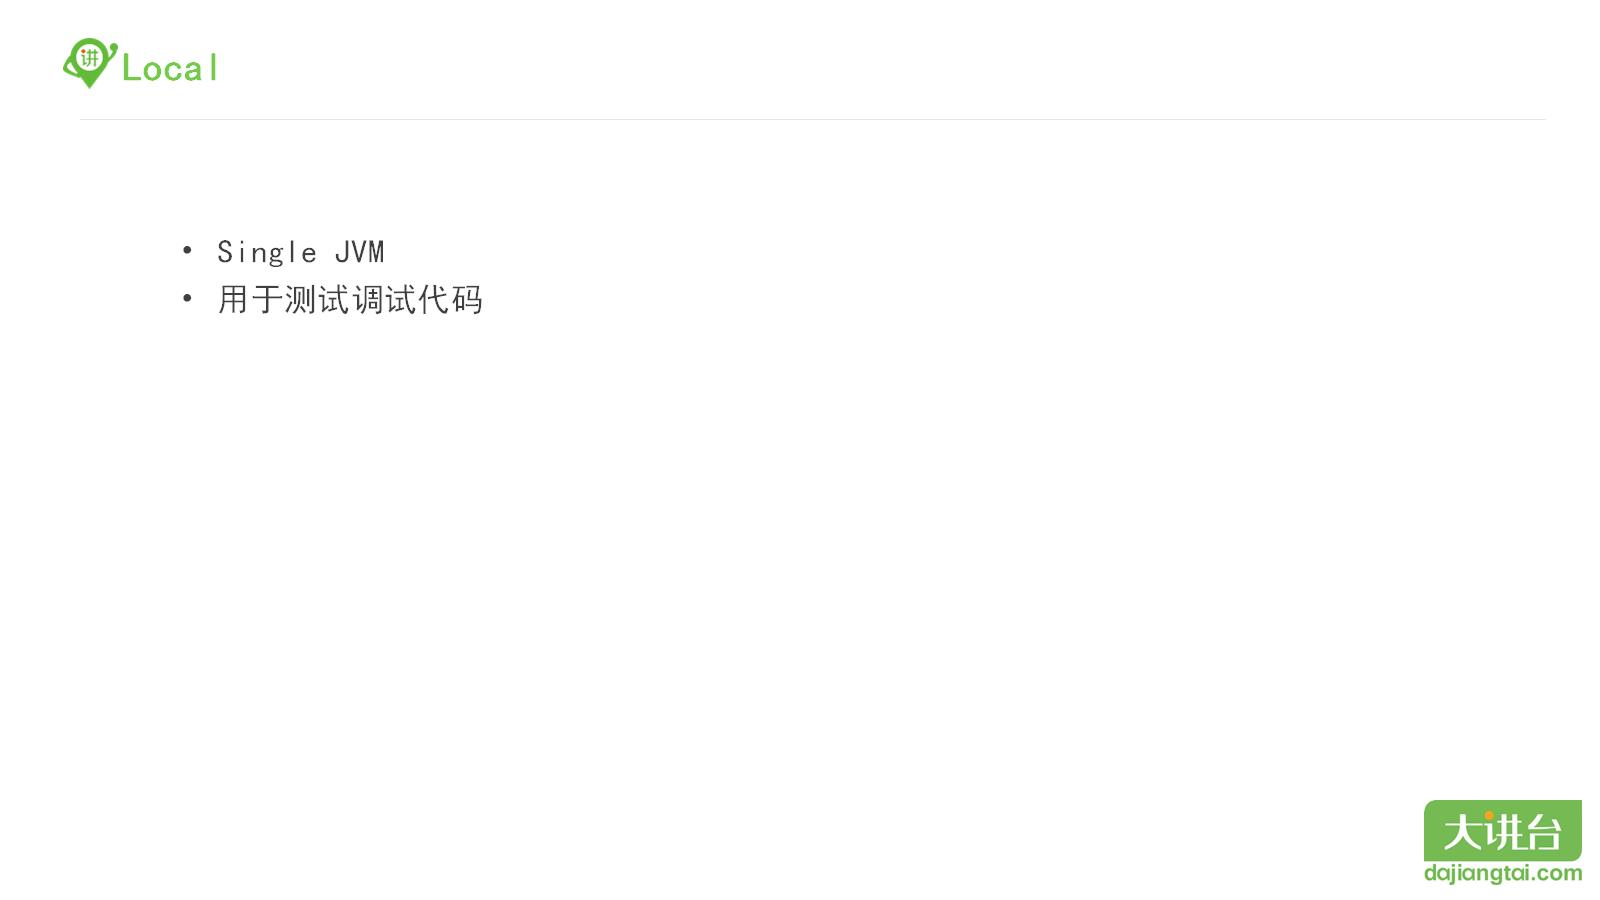 讲
Local
• Single JVM
• 用于测试调试代码
大讲台
dajiangtai.com